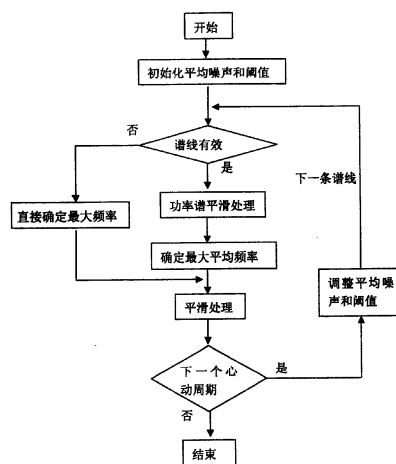 开始
初始化平均噪声和阈值
否
谱线有效
是
下一条谱线
直接确定最大频率
功率谱平滑处理
确定最大平均频率
调整平均噪
声和阈值
平滑处理
下一个心
动周期
是
否
结束